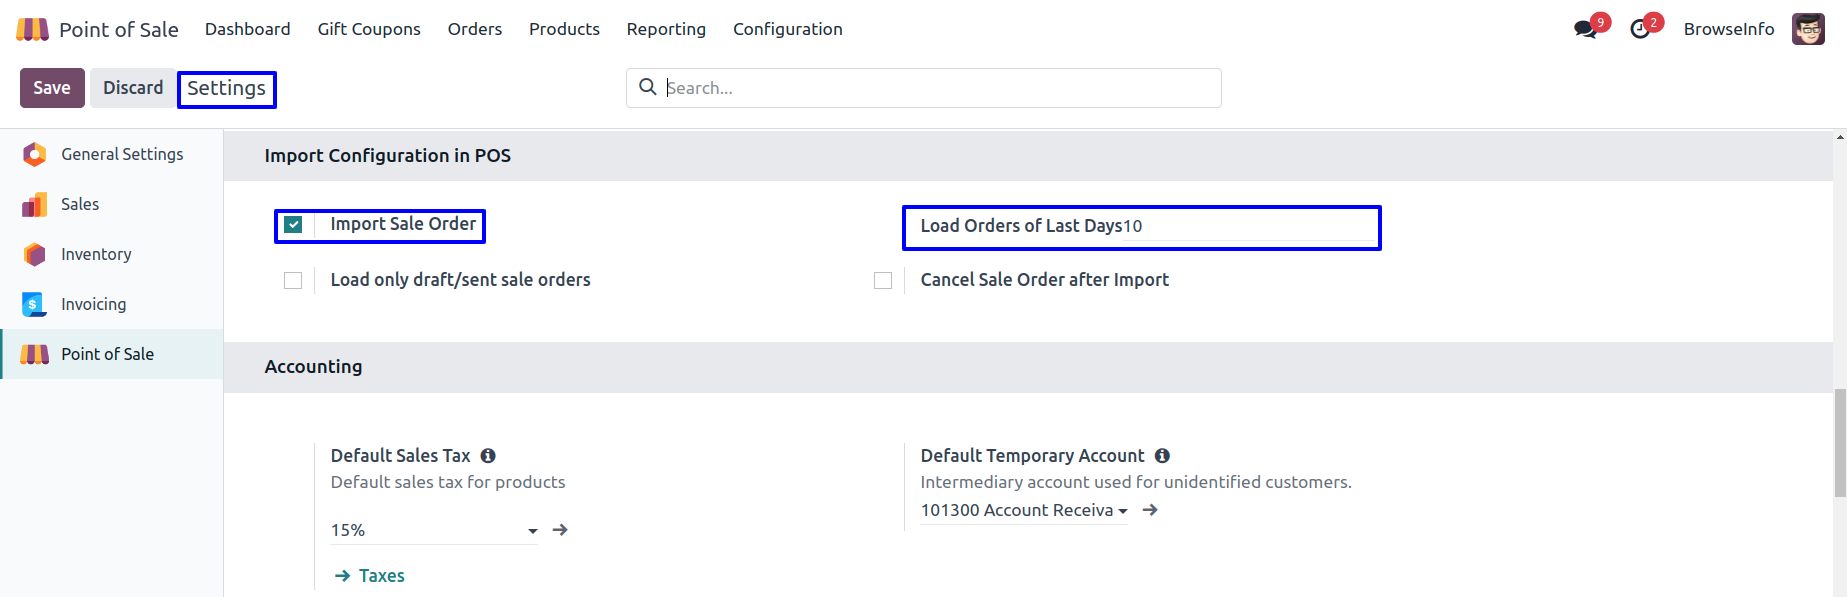 Point of Sale Dashboard Gift Coupons Orders Products Reporting Configuration 9 2 BrowseInfo
Save Discard Settings Search...
General Settings
Sales
Inventory
Invoicing
$
Point of Sale
Import Configuration in POS
Import Sale Order Load Orders of Last Days10
Load only draft/sent sale orders Cancel Sale Order after Import
Accounting
Default Sales Tax Default Temporary Account
Default sales tax for products Intermediary account used for unidentified customers.
101300 Account Receiva
15%
Taxes